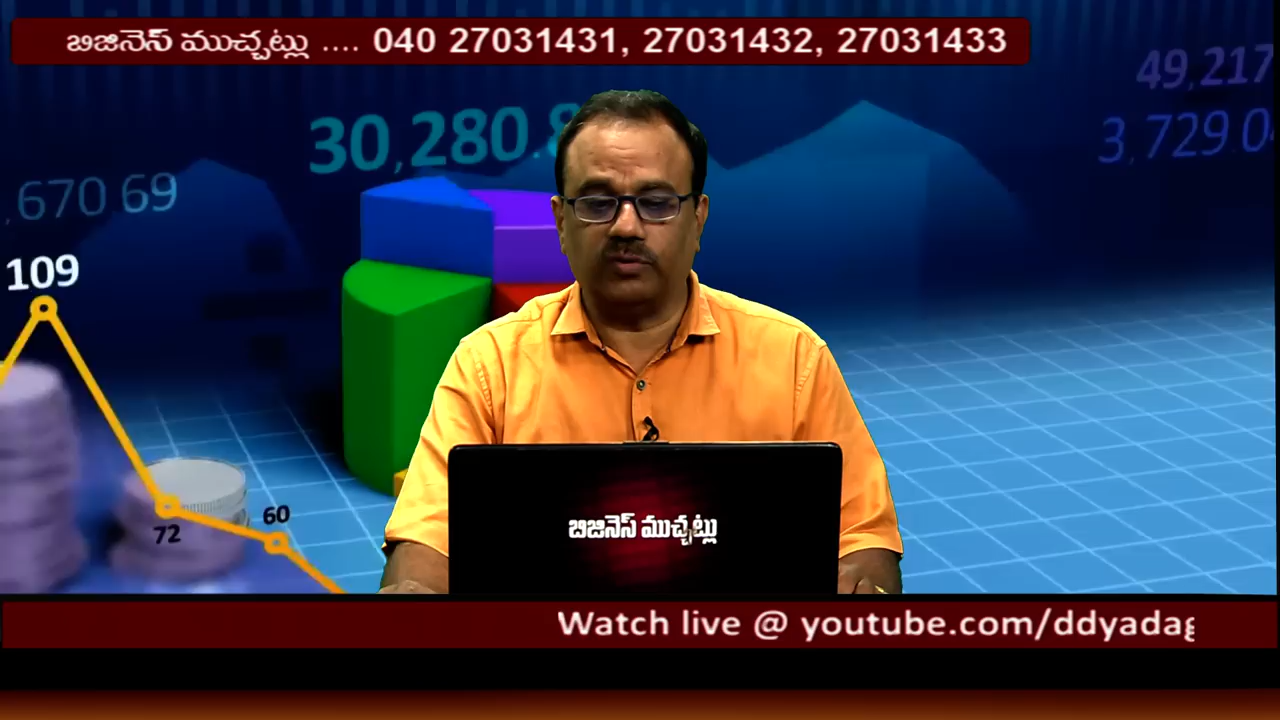 బిజినెస్ ముచ్చట్లు .... 040 27031431, 27031432, 27031433
49,217
30,280.8
3,729.0
,670 69
109
72
60
బిజినెస్ ముచ్చట్లు
Watch live @ youtube.com/ddyadag